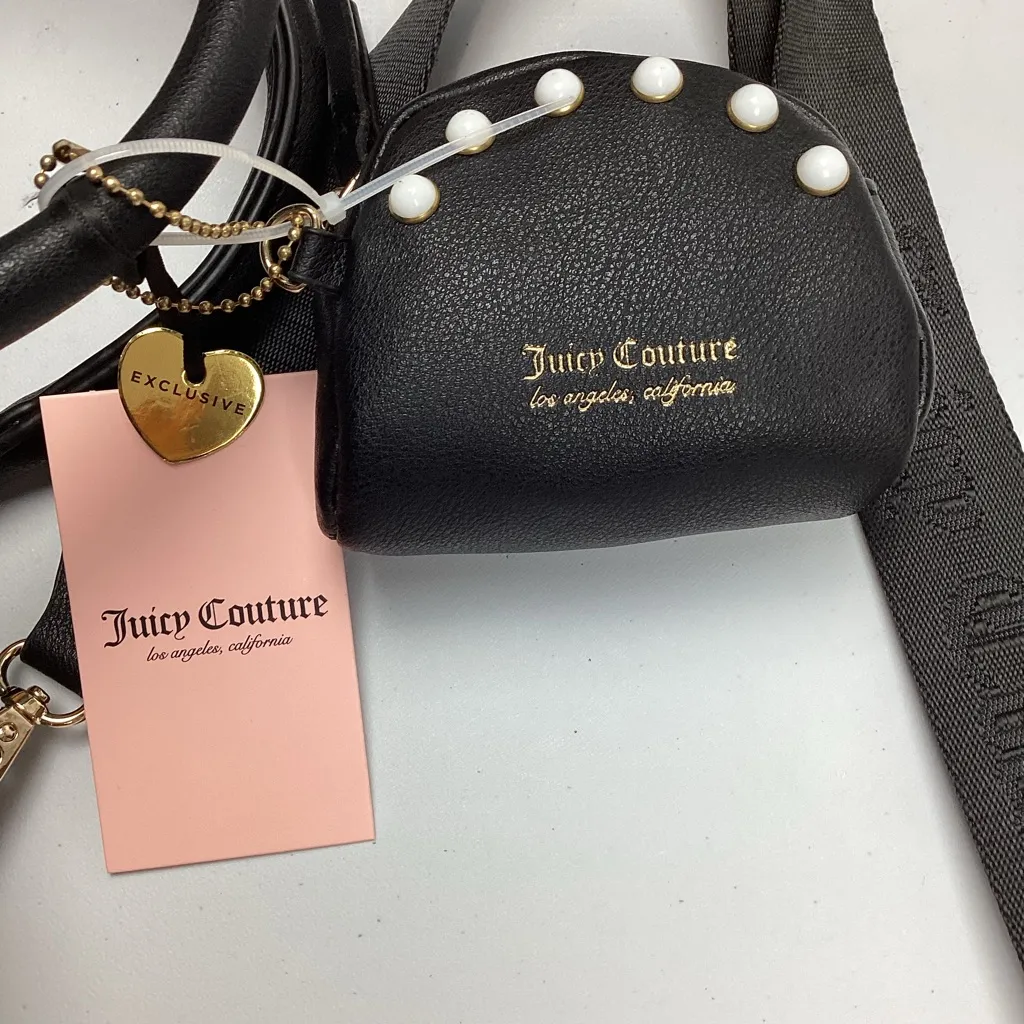 Juicy Couture
los angeles, california
EXCLUSIVE
Juicy Couture
los angeles, california